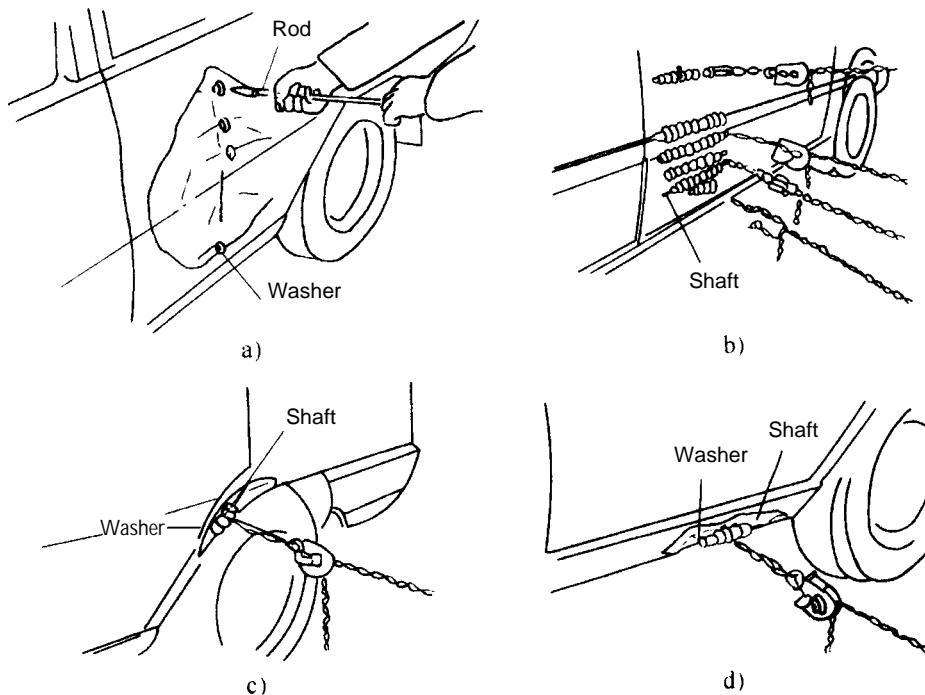 Rod
Washer
a)
Shaft
b)
Shaft
Washer
c)
Shaft
Washer
d)